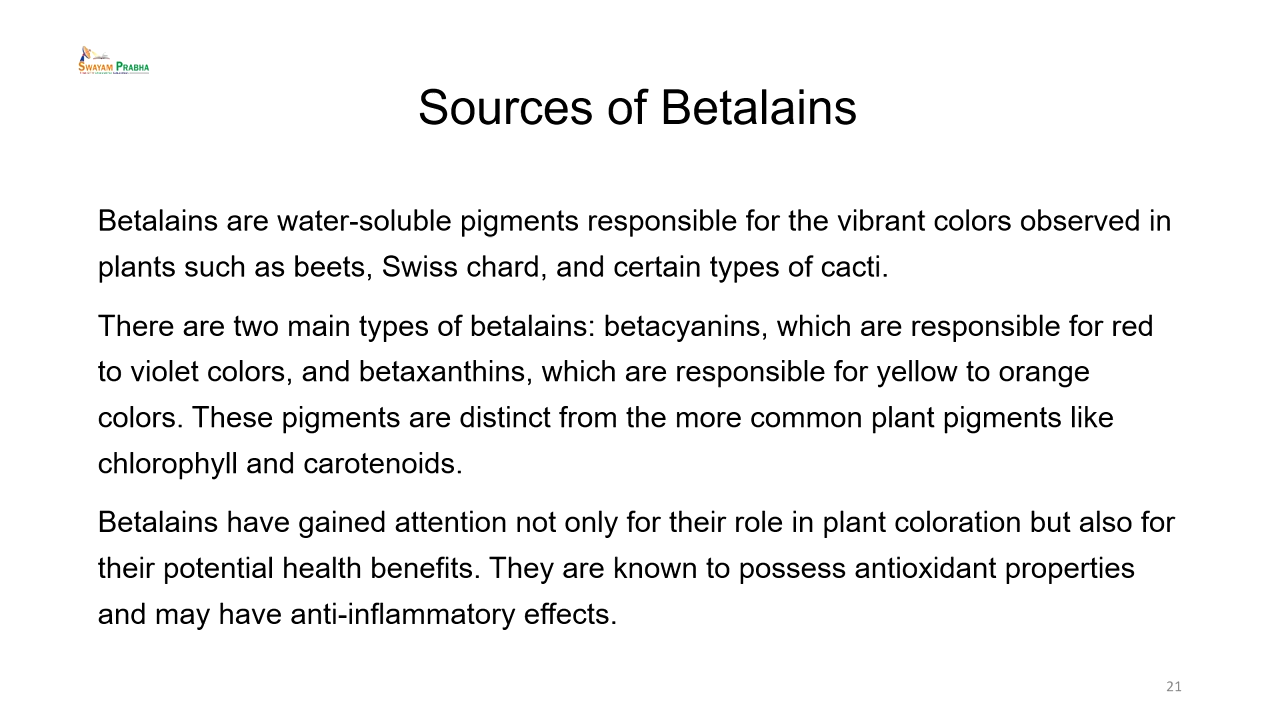 SWAYAM PRABHA
Sources of Betalains
Betalains are water-soluble pigments responsible for the vibrant colors observed in
plants such as beets, Swiss chard, and certain types of cacti.
There are two main types of betalains: betacyanins, which are responsible for red
to violet colors, and betaxanthins, which are responsible for yellow to orange
colors. These pigments are distinct from the more common plant pigments like
chlorophyll and carotenoids.
Betalains have gained attention not only for their role in plant coloration but also for
their potential health benefits. They are known to possess antioxidant properties
and may have anti-inflammatory effects.
21